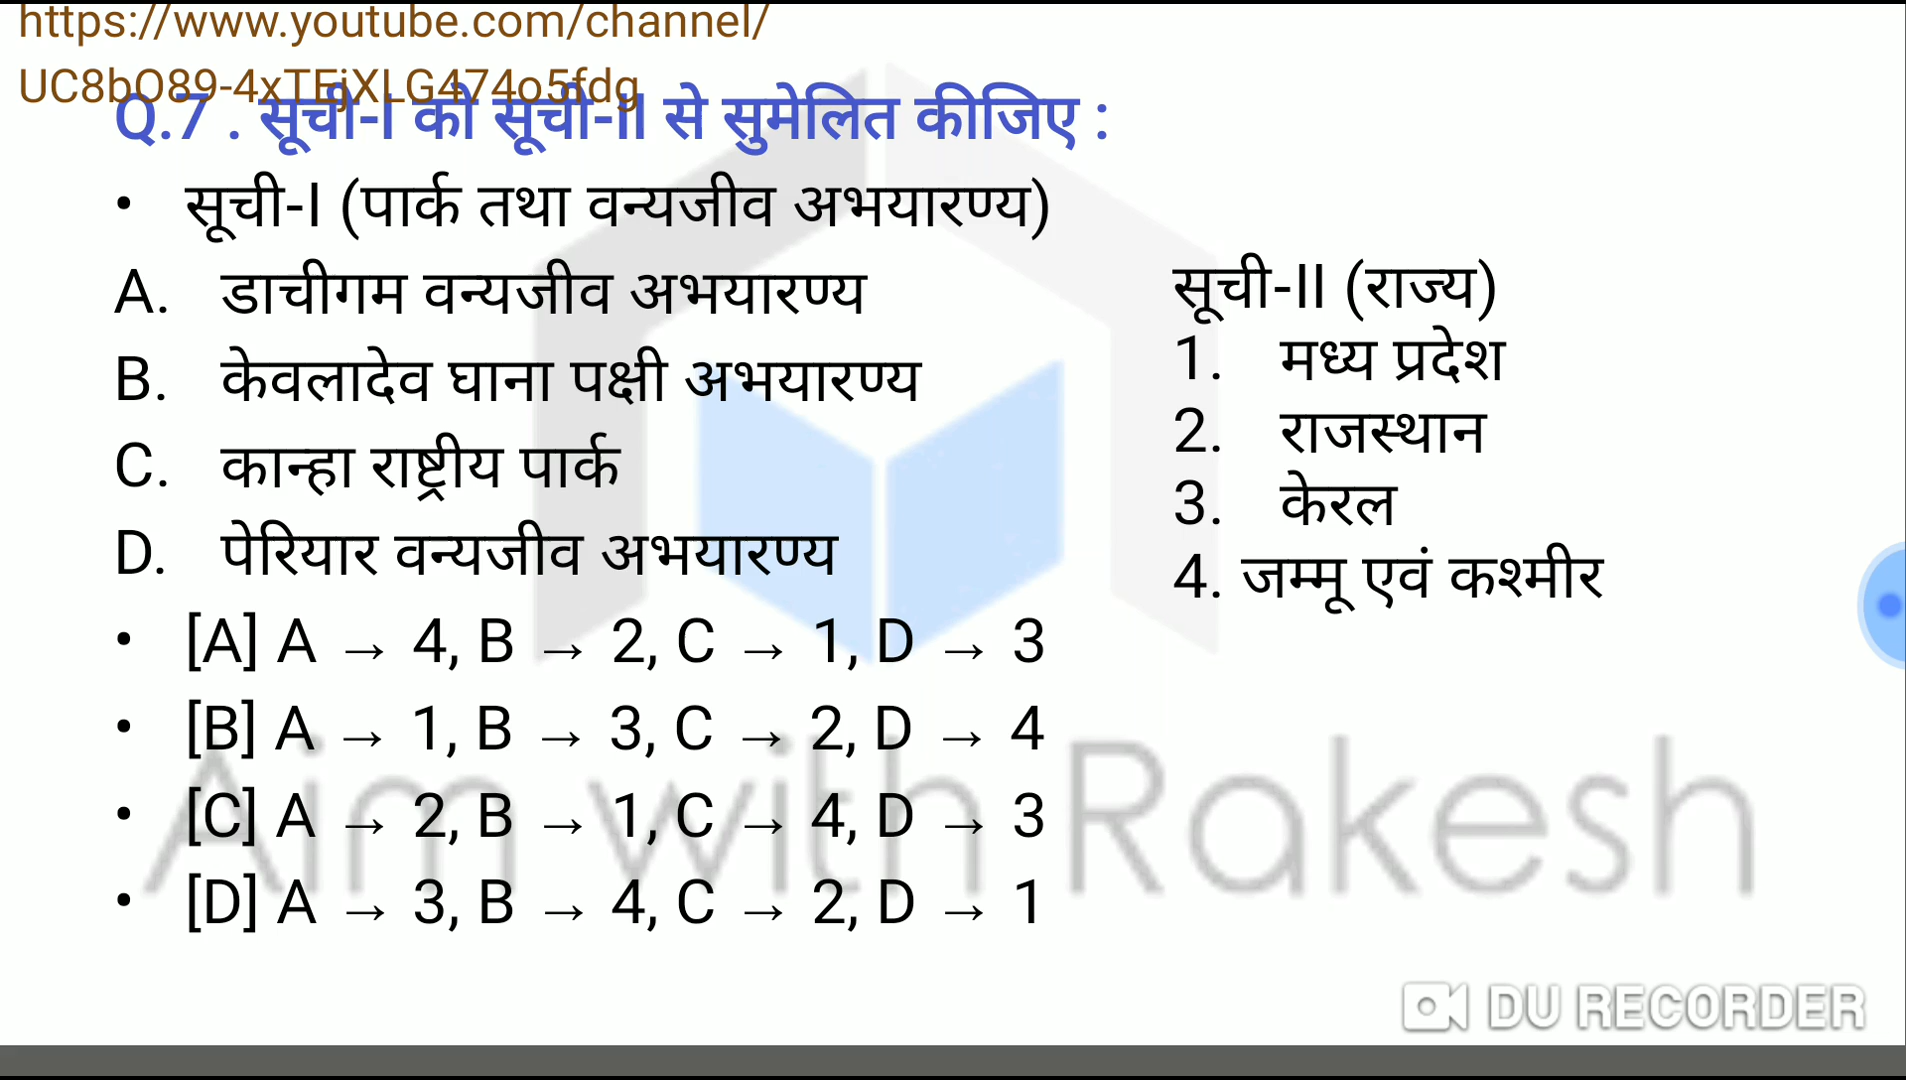 https://www.youtube.com/channel/
UC8bO89-4xTEjXLG474o5fdg
Q.7 . सूची-I को सूची-II से सुमेलित कीजिए :
• सूची-I (पार्क तथा वन्यजीव अभयारण्य)
A. डाचीगम वन्यजीव अभयारण्य
B. केवलादेव घाना पक्षी अभयारण्य
C. कान्हा राष्ट्रीय पार्क
D. पेरियार वन्यजीव अभयारण्य
सूची-II (राज्य)
1. मध्य प्रदेश
2. राजस्थान
3. केरल
4. जम्मू एवं कश्मीर
• [A] A → 4, B → 2, C → 1, D → 3
• [B] A → 1, B → 3, C → 2, D → 4
• [C] A → 2, B → 1, C → 4, D → 3
• [D] A → 3, B → 4, C → 2, D → 1
Aim with Rakesh
DU RECORDER